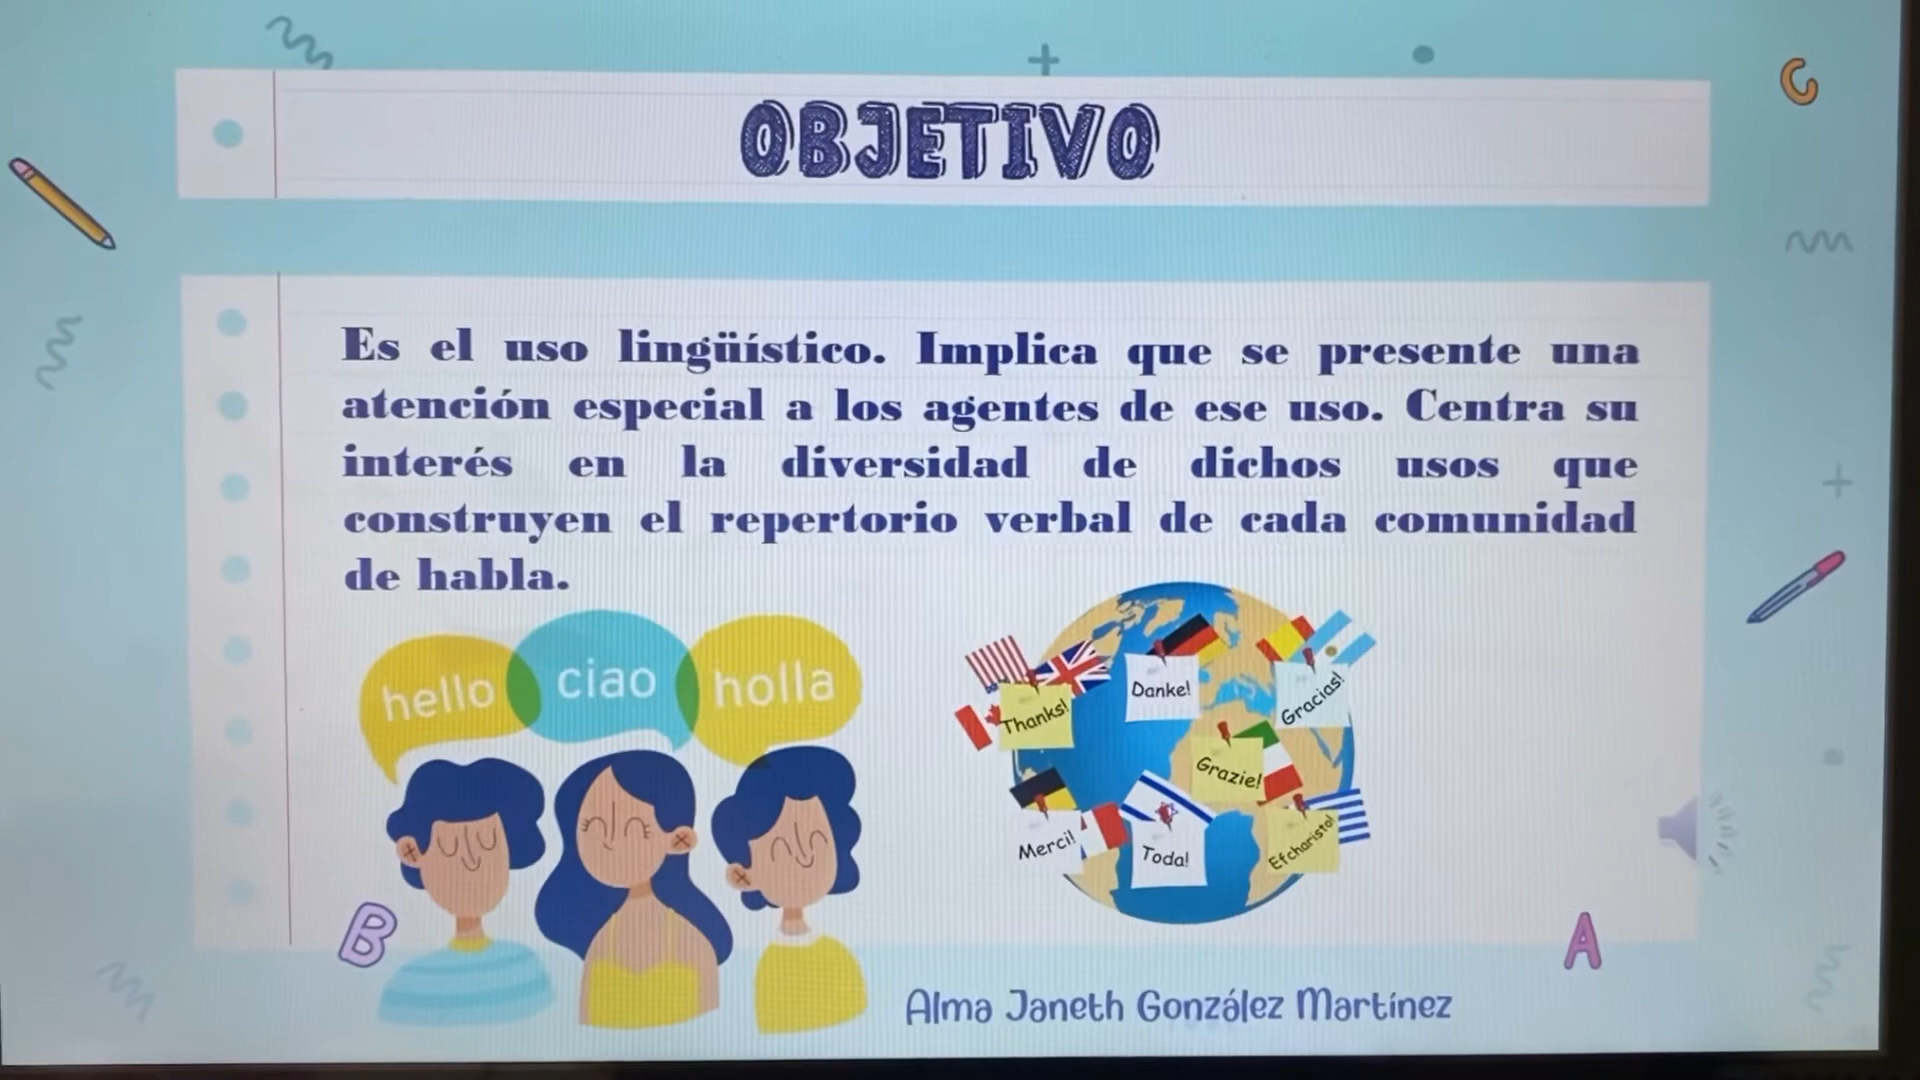 C
OBJETIVO
Es el uso lingüístico. Implica que se presente una
atención especial a los agentes de ese uso. Centra su
interés en la diversidad de dichos usos que
construyen el repertorio verbal de cada comunidad
de habla.
hello
ciao
holla
Thanks!
Danke!
Gracias!
Grazie!
Merci!
Toda!
Efcharisto!
B
A
Alma Janeth González Martínez